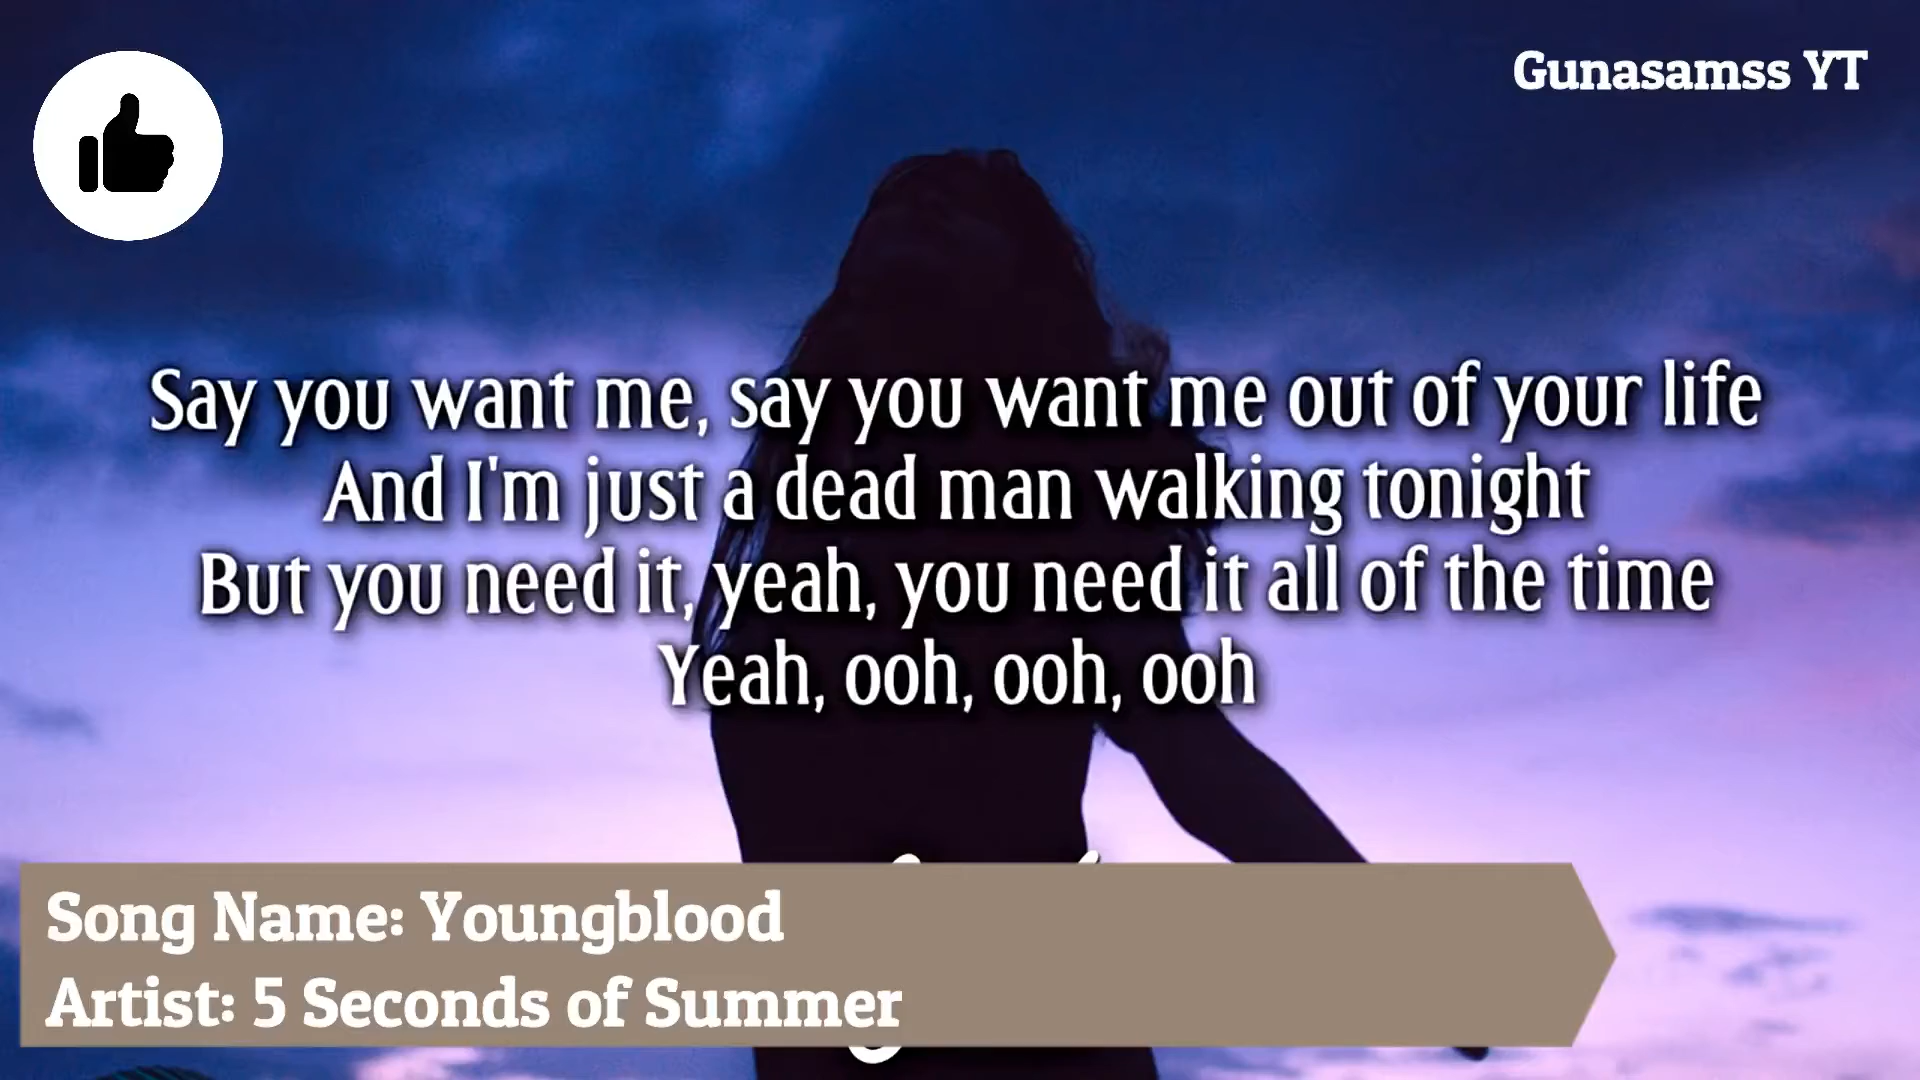 Gunasamss YT
Say you want me, say you want me out of your life
And I'm just a dead man walking tonight
But you need it, yeah, you need it all of the time
Yeah, ooh, ooh, ooh
Song Name: Youngblood
Artist: 5 Seconds of Summer